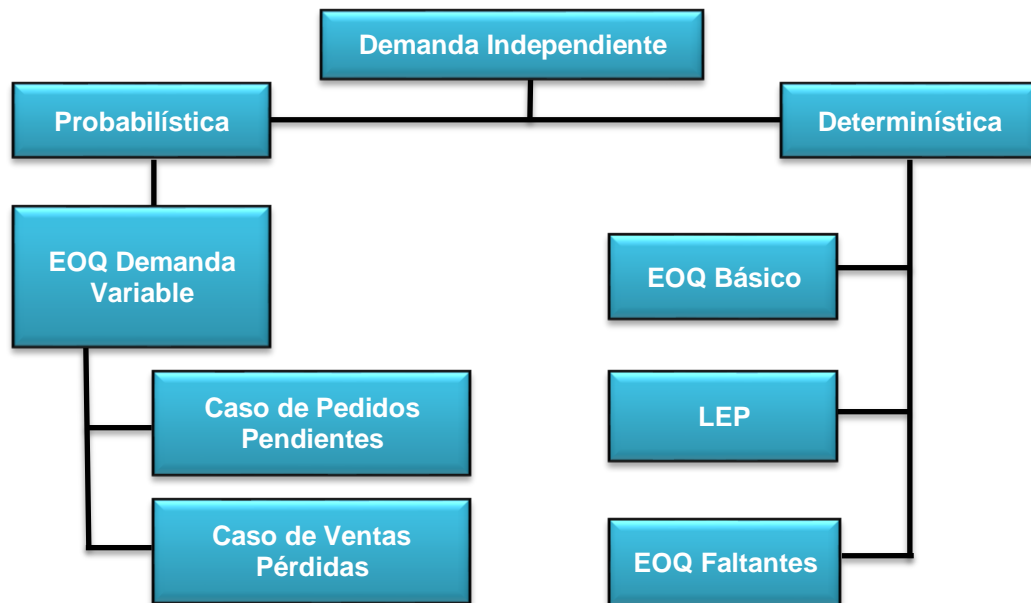 Demanda Independiente
Probabilística
Determinística
EOQ Demanda
Variable
EOQ Básico
Caso de Pedidos
Pendientes
LEP
Caso de Ventas
Pérdidas
EOQ Faltantes